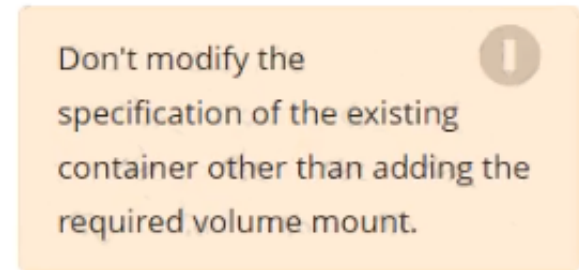 Don't modify the
specification of the existing
container other than adding the
required volume mount.